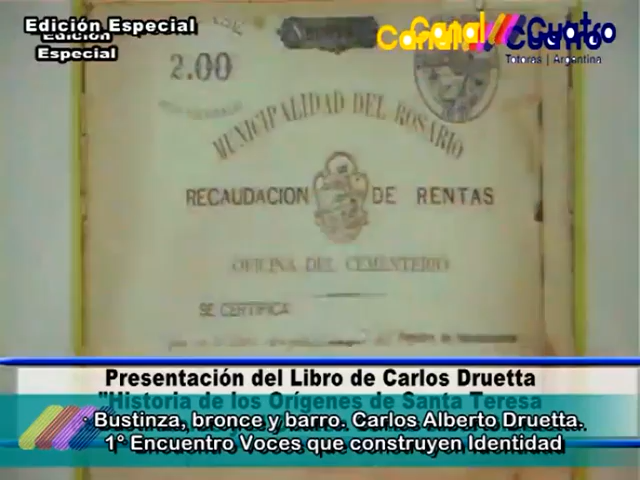 Edición Especial
Edición
Especial
Canal Cuatro
Canal Cuatro
Totoras | Argentina
2.00
MUNICIPALIDAD DEL ROSARIO
RECAUDACION DE RENTAS
OFICINA DEL CEMENTERIO
SE CERTIFICA
Presentación del Libro de Carlos Druetta
"Historia de los Orígenes de Santa Teresa
Bustinza, bronce y barro. Carlos Alberto Druetta.
1° Encuentro Voces que construyen Identidad